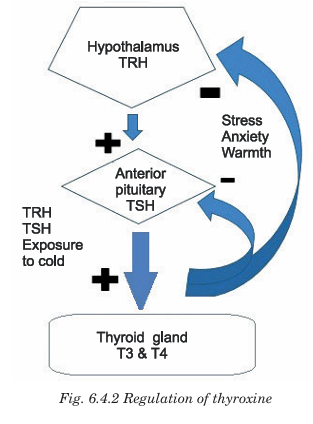 Hypothalamus
TRH
Stress
Anxiety
Warmth
Anterior
pituitary
TSH
TRH
TSH
Exposure
to cold
Thyroid gland
T3 & T4
Fig. 6.4.2 Regulation of thyroxine